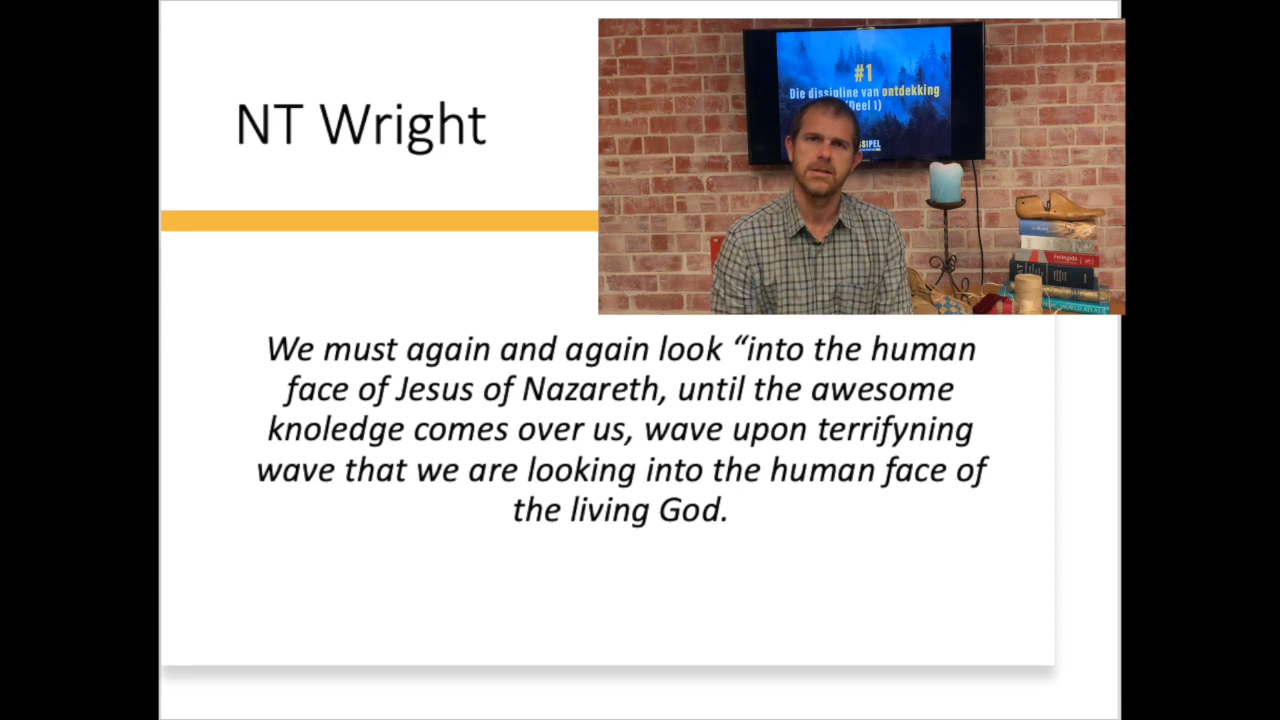 NT Wright
#1
Die dissipline van ontdekking
(Deel 1)
We must again and again look “into the human
face of Jesus of Nazareth, until the awesome
knoledge comes over us, wave upon terrifyning
wave that we are looking into the human face of
the living God.